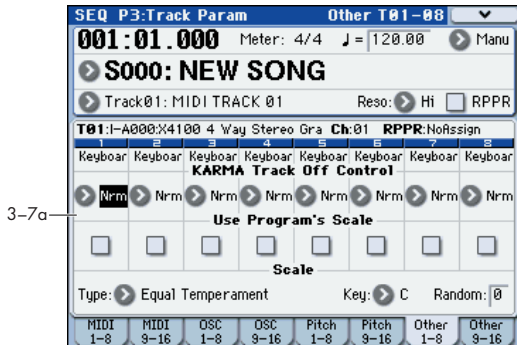 SEQ P3:Track Param Other T01-08
001:01.000 Meter: 4/4 ♩= 120.00 Manu
S000: NEW SONG
Track01: MIDI TRACK 01 Reso: Hi RPPR
T01:I-A000:X4100 4 Way Stereo Gra Ch:01 RPPR:NoAssign
1 2 3 4 5 6 7 8
Keyboar Keyboar Keyboar Keyboar Keyboar Keyboar Keyboar Keyboar
KARMA Track Off Control
Nrm Nrm Nrm Nrm Nrm Nrm Nrm Nrm
3–7a
Use Program's Scale
Scale
Type: Equal Temperament Key: C Random: 0
MIDI 1-8 MIDI 9-16 OSC 1-8 OSC 9-16 Pitch 1-8 Pitch 9-16 Other 1-8 Other 9-16